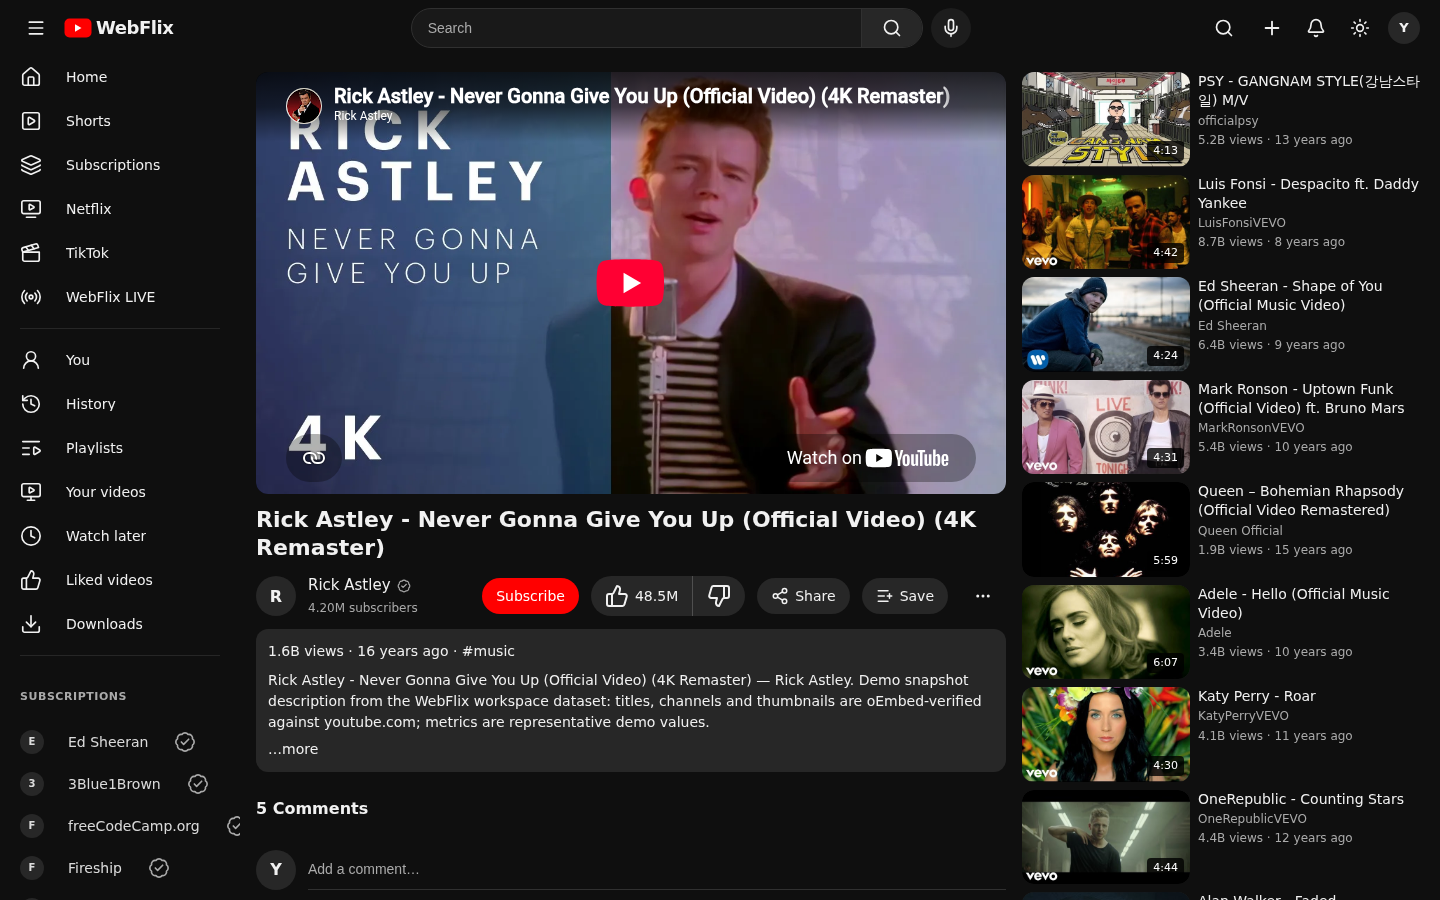 WebFlix
Search
Y
Home
Shorts
Subscriptions
Netflix
TikTok
WebFlix LIVE
You
History
Playlists
Your videos
Watch later
Liked videos
Downloads
SUBSCRIPTIONS
E
Ed Sheeran
3
3Blue1Brown
F
freeCodeCamp.org
F
Fireship
Rick Astley - Never Gonna Give You Up (Official Video) (4K Remaster)
Rick Astley
RICK
ASTLEY
NEVER GONNA
GIVE YOU UP
4K
Watch on YouTube
Rick Astley - Never Gonna Give You Up (Official Video) (4K
Remaster)
R
Rick Astley
4.20M subscribers
Subscribe
48.5M
Share
Save
1.6B views · 16 years ago · #music
Rick Astley - Never Gonna Give You Up (Official Video) (4K Remaster) — Rick Astley. Demo snapshot
description from the WebFlix workspace dataset: titles, channels and thumbnails are oEmbed-verified
against youtube.com; metrics are representative demo values.
...more
5 Comments
Y
Add a comment...
4:13
PSY - GANGNAM STYLE(강남스타
일) M/V
officialpsy
5.2B views · 13 years ago
vevo
4:42
Luis Fonsi - Despacito ft. Daddy
Yankee
LuisFonsiVEVO
8.7B views · 8 years ago
4:24
Ed Sheeran - Shape of You
(Official Music Video)
Ed Sheeran
6.4B views · 9 years ago
LIVE
vevo
4:31
Mark Ronson - Uptown Funk
(Official Video) ft. Bruno Mars
MarkRonsonVEVO
5.4B views · 10 years ago
5:59
Queen – Bohemian Rhapsody
(Official Video Remastered)
Queen Official
1.9B views · 15 years ago
vevo
6:07
Adele - Hello (Official Music
Video)
Adele
3.4B views · 10 years ago
vevo
4:30
Katy Perry - Roar
KatyPerryVEVO
4.1B views · 11 years ago
vevo
4:44
OneRepublic - Counting Stars
OneRepublicVEVO
4.4B views · 12 years ago
Alan Walker - Faded